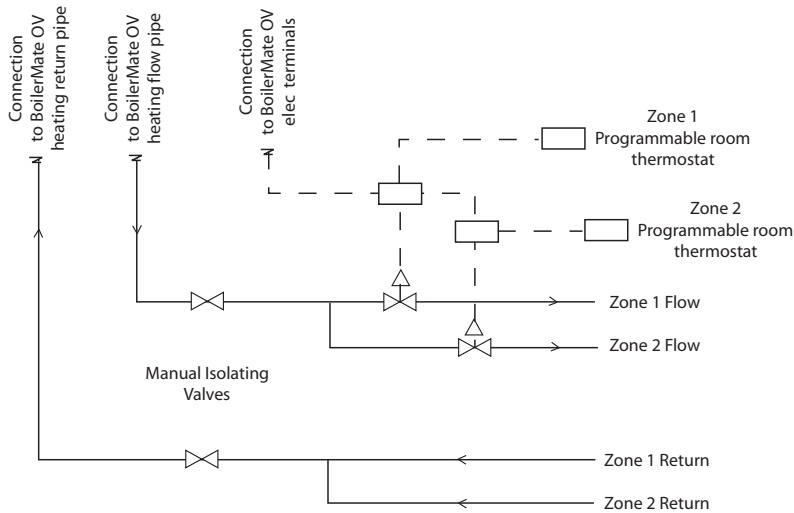 Connection
to BoilerMate OV
heating return pipe
Connection
to BoilerMate OV
heating flow pipe
Connection
to BoilerMate OV
elec terminals
Zone 1
Programmable room
thermostat
Zone 2
Programmable room
thermostat
Zone 1 Flow
Zone 2 Flow
Manual Isolating
Valves
Zone 1 Return
Zone 2 Return